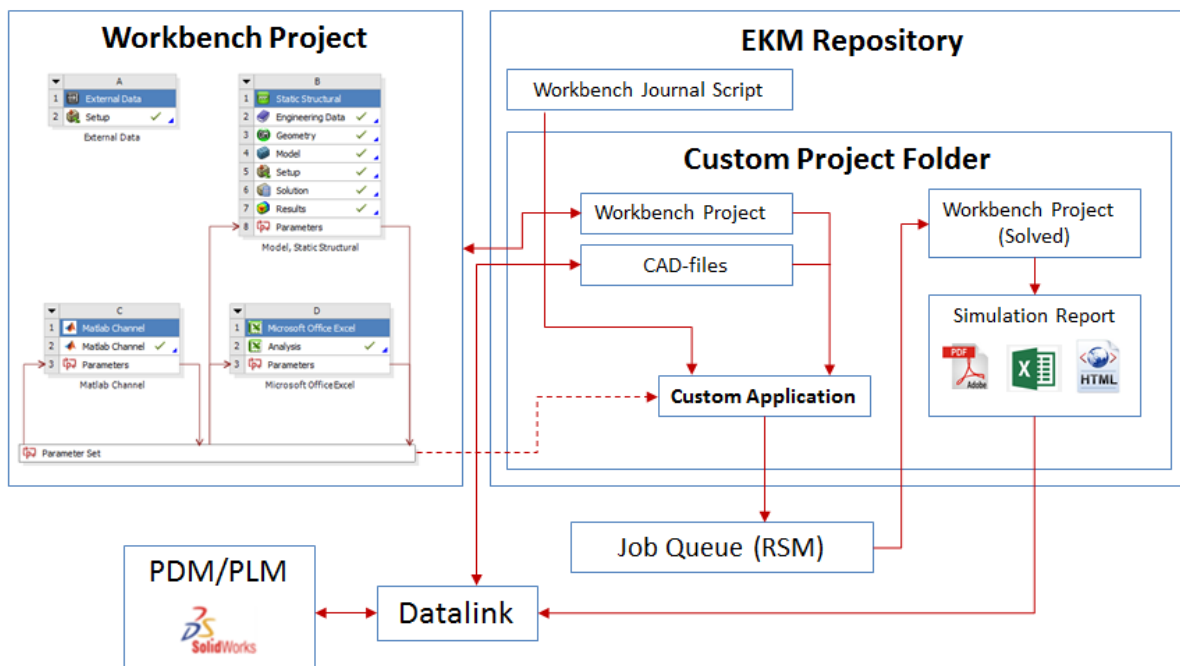 Workbench Project
A
1 External Data
2 Setup
External Data
B
1 Static Structural
2 Engineering Data
3 Geometry
4 Model
5 Setup
6 Solution
7 Results
8 Parameters
Model, Static Structural
C
1 Matlab Channel
2 Matlab Channel
3 Parameters
Matlab Channel
D
1 Microsoft Office Excel
2 Analysis
3 Parameters
Microsoft Office Excel
Parameter Set
EKM Repository
Workbench Journal Script
Custom Project Folder
Workbench Project
CAD-files
Custom Application
Workbench Project
(Solved)
Simulation Report
PDF
Adobe
X
<>
HTML
Job Queue (RSM)
PDM/PLM
SolidWorks
Datalink